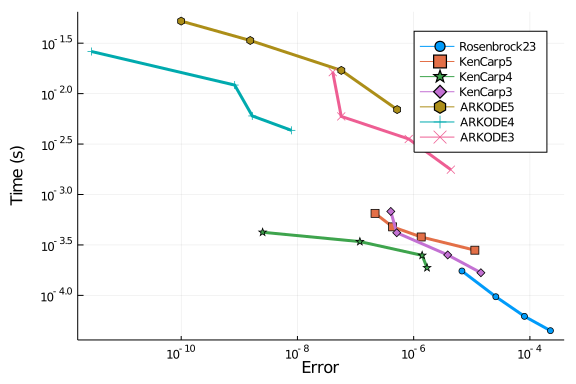 10^-1.5
10^-2.0
10^-2.5
10^-3.0
10^-3.5
10^-4.0
Time (s)
Rosenbrock23
KenCarp5
KenCarp4
KenCarp3
ARKODE5
ARKODE4
ARKODE3
10^-10
10^-8
10^-6
10^-4
Error